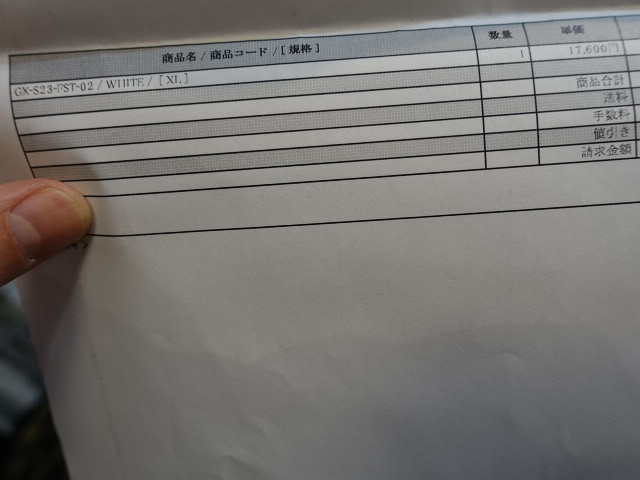 商品名 / 商品コード / [ 規格 ] 数量 単価
GX-S23-FST-02 / WHITE / [ XL ] 1 17,600円
商品合計
送料
手数料
値引き
請求金額